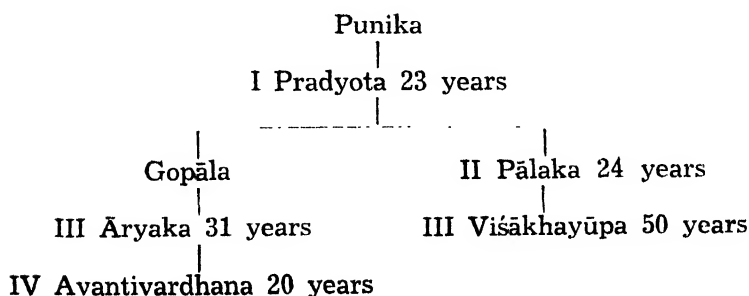 Punika
I Pradyota 23 years
Gopāla II Pālaka 24 years
III Āryaka 31 years III Viśākhayūpa 50 years
IV Avantivardhana 20 years